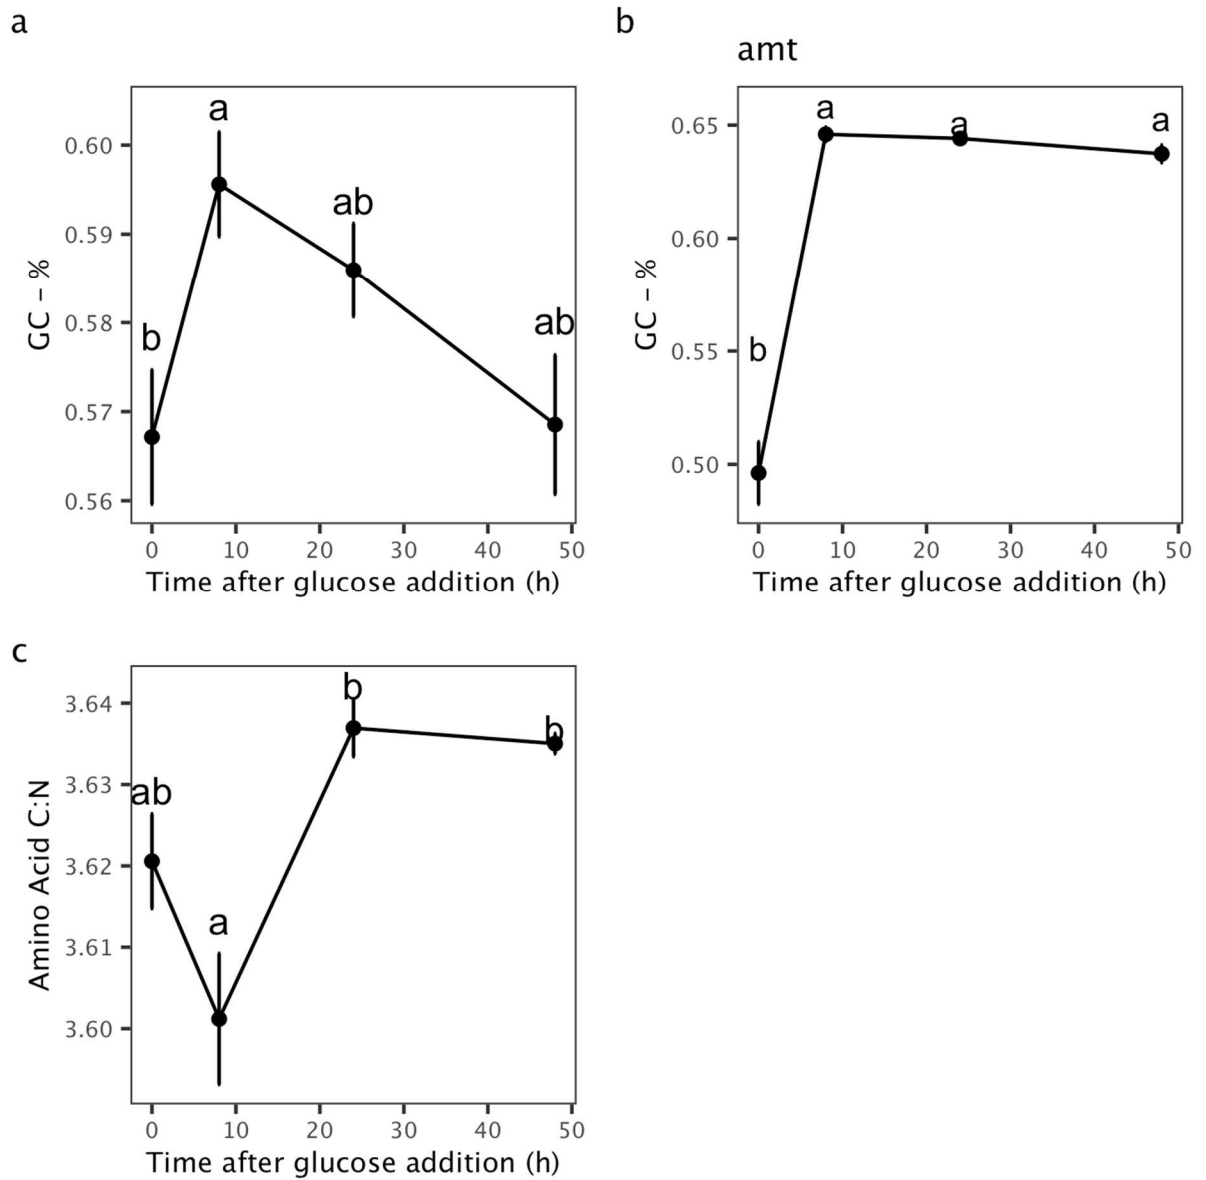 a
GC – %
0.60
0.59
0.58
0.57
0.56
b
a
ab
ab
0 10 20 30 40 50
Time after glucose addition (h)
b
amt
GC – %
0.65
0.60
0.55
0.50
b
a
a
a
0 10 20 30 40 50
Time after glucose addition (h)
c
Amino Acid C:N
3.64
3.63
3.62
3.61
3.60
ab
a
b
b
0 10 20 30 40 50
Time after glucose addition (h)